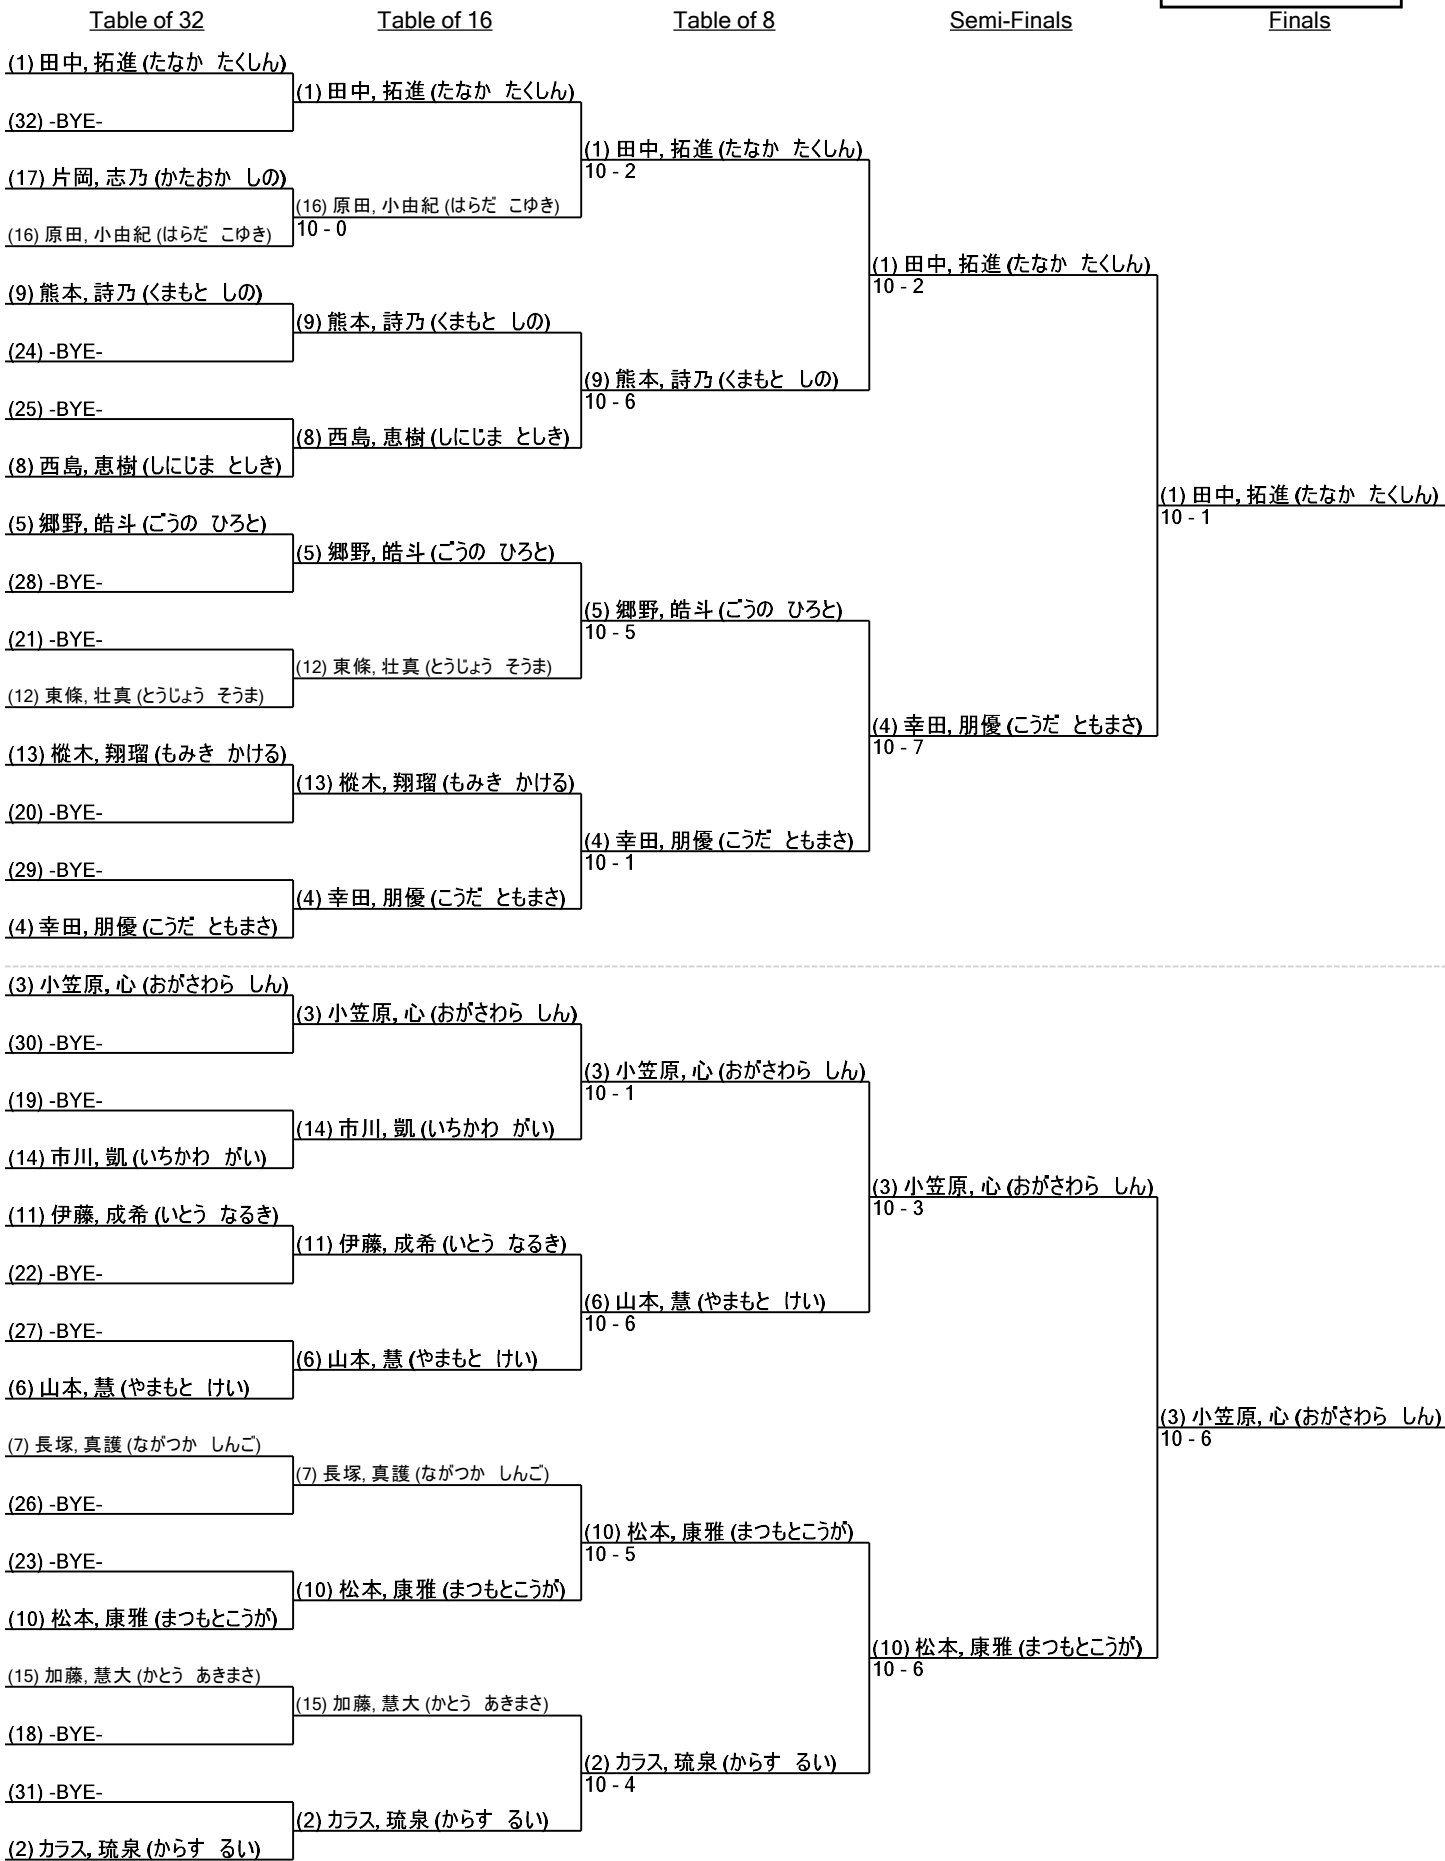 Table of 32
Table of 16
Table of 8
Semi-Finals
Finals
(1) 田中, 拓進 (たなか　たくしん)
(32) -BYE-
(17) 片岡, 志乃 (かたおか　しの)
(16) 原田, 小由紀 (はらだ　こゆき)
(9) 熊本, 詩乃 (くまもと　しの)
(24) -BYE-
(25) -BYE-
(8) 西島, 恵樹 (しにじま　としき)
(5) 郷野, 皓斗 (ごうの　ひろと)
(28) -BYE-
(21) -BYE-
(12) 東條, 壮真 (とうじょう　そうま)
(13) 樅木, 翔瑠 (もみき　かける)
(20) -BYE-
(29) -BYE-
(4) 幸田, 朋優 (こうだ　ともまさ)
(3) 小笠原, 心 (おがさわら　しん)
(30) -BYE-
(19) -BYE-
(14) 市川, 凱 (いちかわ　がい)
(11) 伊藤, 成希 (いとう　なるき)
(22) -BYE-
(27) -BYE-
(6) 山本, 慧 (やまもと　けい)
(7) 長塚, 真護 (ながつか　しんご)
(26) -BYE-
(23) -BYE-
(10) 松本, 康雅 (まつもとこうが)
(15) 加藤, 慧大 (かとう　あきまさ)
(18) -BYE-
(31) -BYE-
(2) カラス, 琉泉 (からす　るい)
(1) 田中, 拓進 (たなか　たくしん)
(16) 原田, 小由紀 (はらだ　こゆき)
10 - 0
(9) 熊本, 詩乃 (くまもと　しの)
(8) 西島, 恵樹 (しにじま　としき)
(5) 郷野, 皓斗 (ごうの　ひろと)
(12) 東條, 壮真 (とうじょう　そうま)
(13) 樅木, 翔瑠 (もみき　かける)
(4) 幸田, 朋優 (こうだ　ともまさ)
(3) 小笠原, 心 (おがさわら　しん)
(14) 市川, 凱 (いちかわ　がい)
(11) 伊藤, 成希 (いとう　なるき)
(6) 山本, 慧 (やまもと　けい)
(7) 長塚, 真護 (ながつか　しんご)
(10) 松本, 康雅 (まつもとこうが)
(15) 加藤, 慧大 (かとう　あきまさ)
(2) カラス, 琉泉 (からす　るい)
(1) 田中, 拓進 (たなか　たくしん)
10 - 2
(9) 熊本, 詩乃 (くまもと　しの)
10 - 6
(5) 郷野, 皓斗 (ごうの　ひろと)
10 - 5
(4) 幸田, 朋優 (こうだ　ともまさ)
10 - 1
(3) 小笠原, 心 (おがさわら　しん)
10 - 1
(6) 山本, 慧 (やまもと　けい)
10 - 6
(10) 松本, 康雅 (まつもとこうが)
10 - 5
(2) カラス, 琉泉 (からす　るい)
10 - 4
(1) 田中, 拓進 (たなか　たくしん)
10 - 2
(4) 幸田, 朋優 (こうだ　ともまさ)
10 - 7
(3) 小笠原, 心 (おがさわら　しん)
10 - 3
(10) 松本, 康雅 (まつもとこうが)
10 - 6
(1) 田中, 拓進 (たなか　たくしん)
10 - 1
(3) 小笠原, 心 (おがさわら　しん)
10 - 6